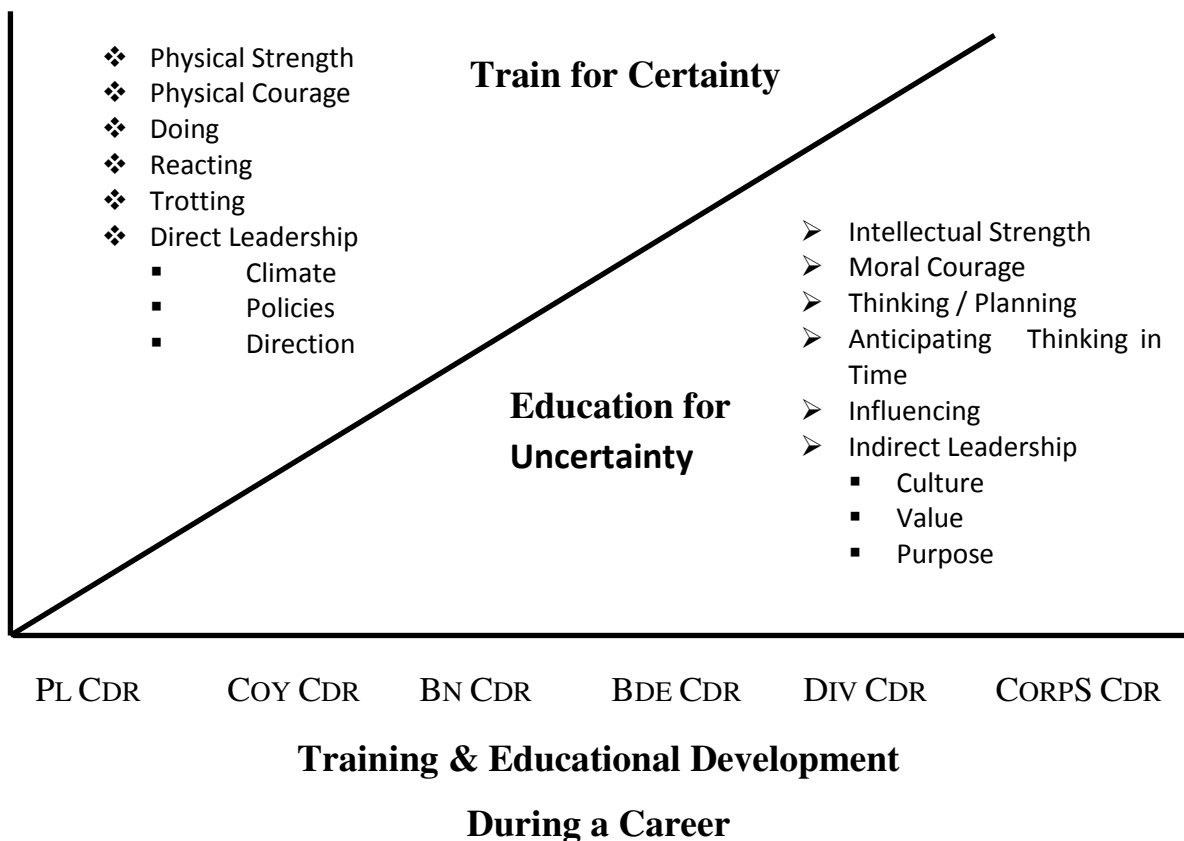 ❖ Physical Strength
❖ Physical Courage
❖ Doing
❖ Reacting
❖ Trotting
❖ Direct Leadership
▪ Climate
▪ Policies
▪ Direction
Train for Certainty
Education for
Uncertainty
➢ Intellectual Strength
➢ Moral Courage
➢ Thinking / Planning
➢ Anticipating Thinking in
Time
➢ Influencing
➢ Indirect Leadership
▪ Culture
▪ Value
▪ Purpose
PL CDR COY CDR BN CDR BDE CDR DIV CDR CORPS CDR
Training & Educational Development
During a Career